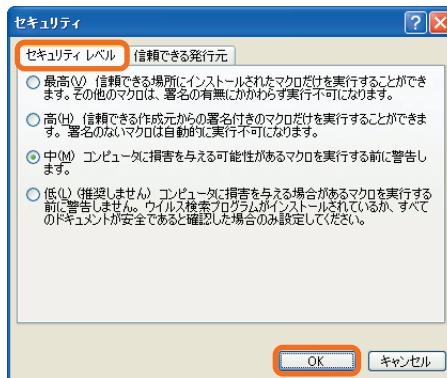 セキュリティ
セキュリティ レベル 信頼できる発行元
最高(V) 信頼できる場所にインストールされたマクロだけを実行することができ
ます。その他のマクロは、署名の有無にかかわらず実行不可になります。
高(H) 信頼できる作成元からの署名付きのマクロだけを実行することができま
す。署名のないマクロは自動的に実行不可になります。
中(M) コンピュータに損害を与える可能性があるマクロを実行する前に警告し
ます。
低(L) (推奨しません) コンピュータに損害を与える場合があるマクロを実行する
前に警告しません。ウイルス検索プログラムがインストールされているか、すべて
のドキュメントが安全であると確認した場合のみ設定してください。
OK キャンセル